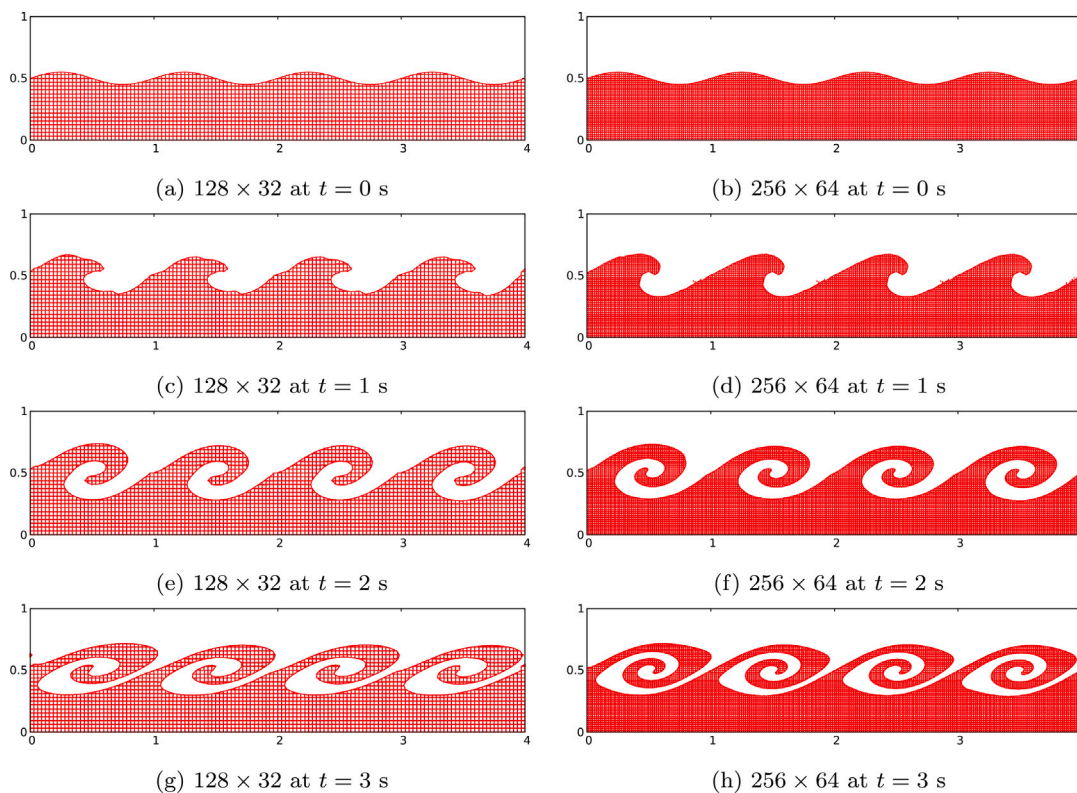 1
0.5
0
0 1 2 3 4
(a) 128 × 32 at t = 0 s
1
0.5
0
0 1 2 3
(b) 256 × 64 at t = 0 s
1
0.5
0
0 1 2 3 4
(c) 128 × 32 at t = 1 s
1
0.5
0
0 1 2 3
(d) 256 × 64 at t = 1 s
1
0.5
0
0 1 2 3 4
(e) 128 × 32 at t = 2 s
1
0.5
0
0 1 2 3
(f) 256 × 64 at t = 2 s
1
0.5
0
0 1 2 3 4
(g) 128 × 32 at t = 3 s
1
0.5
0
0 1 2 3
(h) 256 × 64 at t = 3 s